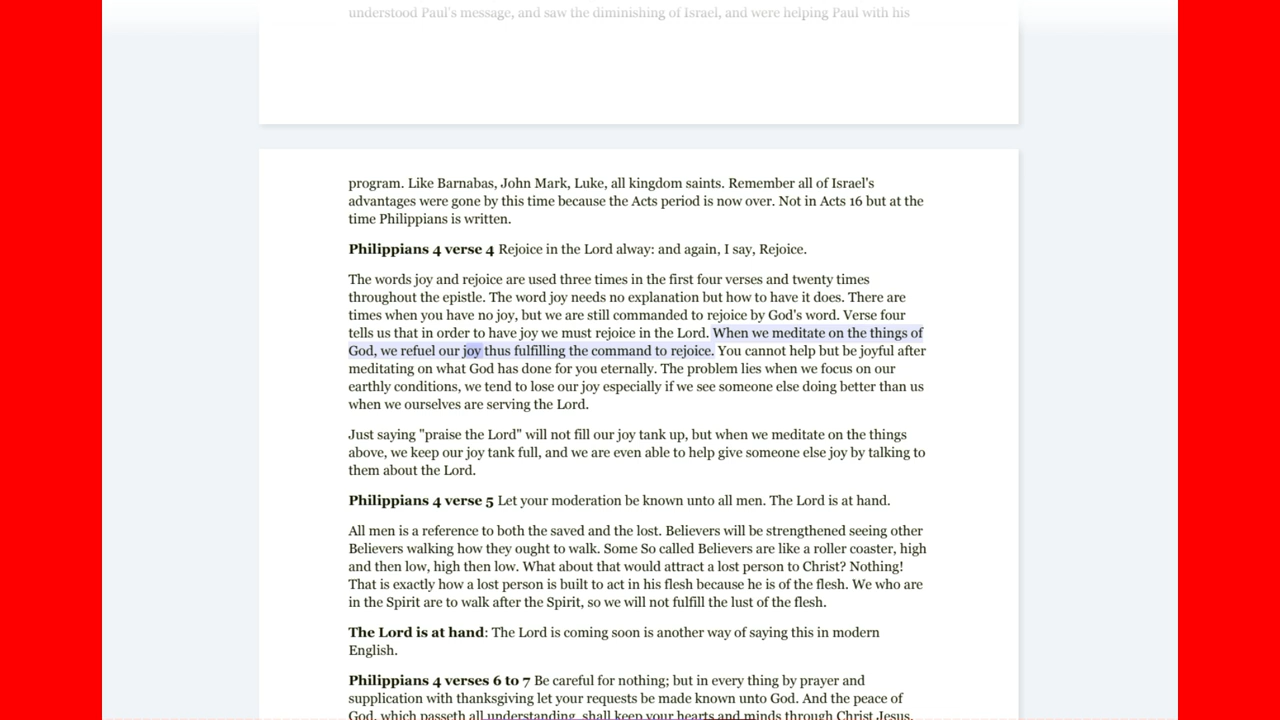 understood Paul's message, and saw the diminishing of Israel, and were helping Paul with his
program. Like Barnabas, John Mark, Luke, all kingdom saints. Remember all of Israel's
advantages were gone by this time because the Acts period is now over. Not in Acts 16 but at the
time Philippians is written.
Philippians 4 verse 4 Rejoice in the Lord alway: and again, I say, Rejoice.
The words joy and rejoice are used three times in the first four verses and twenty times
throughout the epistle. The word joy needs no explanation but how to have it does. There are
times when you have no joy, but we are still commanded to rejoice by God's word. Verse four
tells us that in order to have joy we must rejoice in the Lord. When we meditate on the things of
God, we refuel our joy thus fulfilling the command to rejoice. You cannot help but be joyful after
meditating on what God has done for you eternally. The problem lies when we focus on our
earthly conditions, we tend to lose our joy especially if we see someone else doing better than us
when we ourselves are serving the Lord.
Just saying "praise the Lord" will not fill our joy tank up, but when we meditate on the things
above, we keep our joy tank full, and we are even able to help give someone else joy by talking to
them about the Lord.
Philippians 4 verse 5 Let your moderation be known unto all men. The Lord is at hand.
All men is a reference to both the saved and the lost. Believers will be strengthened seeing other
Believers walking how they ought to walk. Some So called Believers are like a roller coaster, high
and then low, high then low. What about that would attract a lost person to Christ? Nothing!
That is exactly how a lost person is built to act in his flesh because he is of the flesh. We who are
in the Spirit are to walk after the Spirit, so we will not fulfill the lust of the flesh.
The Lord is at hand: The Lord is coming soon is another way of saying this in modern
English.
Philippians 4 verses 6 to 7 Be careful for nothing; but in every thing by prayer and
supplication with thanksgiving let your requests be made known unto God. And the peace of
God, which passeth all understanding, shall keep your hearts and minds through Christ Jesus.